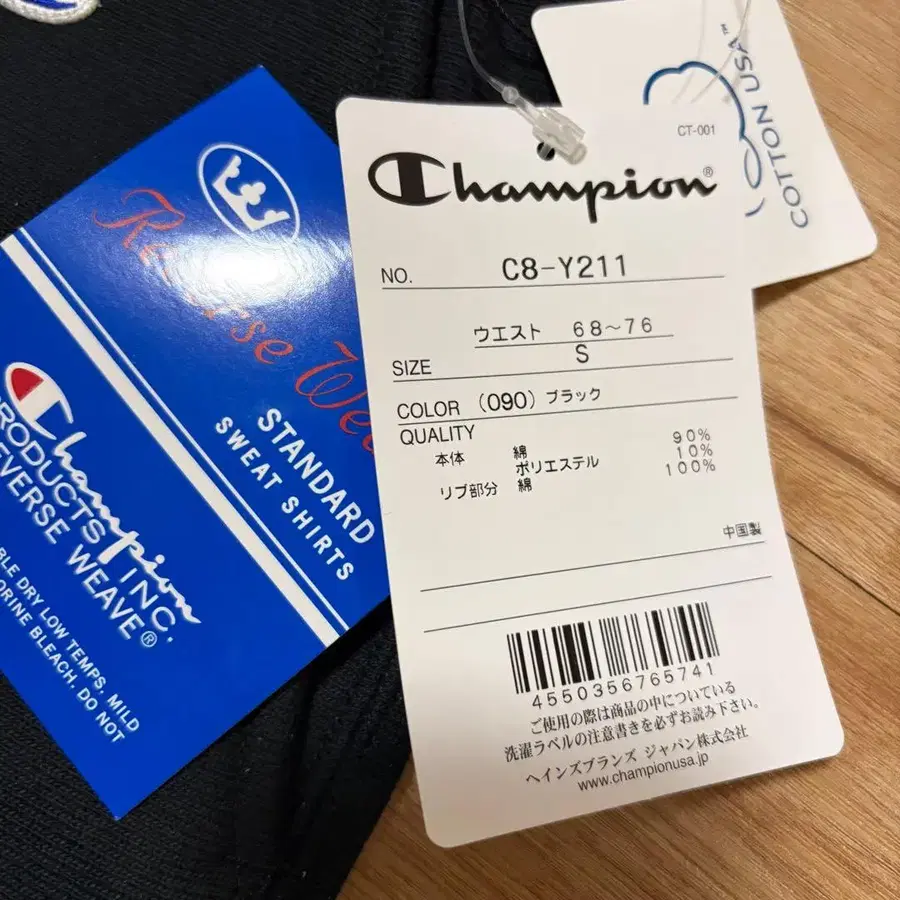 COTTON USA™
CT-001
Champion®
NO. C8-Y211
ウエスト 68～76
SIZE S
COLOR (090) ブラック
QUALITY
本体 綿 90%
ポリエステル 10%
リブ部分 綿 100%
中国製
4550356765741
ご使用の際は商品の中についている
洗濯ラベルの注意書きを必ずお読み下さい。
ヘインズブランズ ジャパン株式会社
www.championusa.jp
STANDARD
SWEAT SHIRTS
Champion
PRODUCTS INC.
REVERSE WEAVE®
DRY LOW TEMPS, MILD
BLEACH. DO NOT